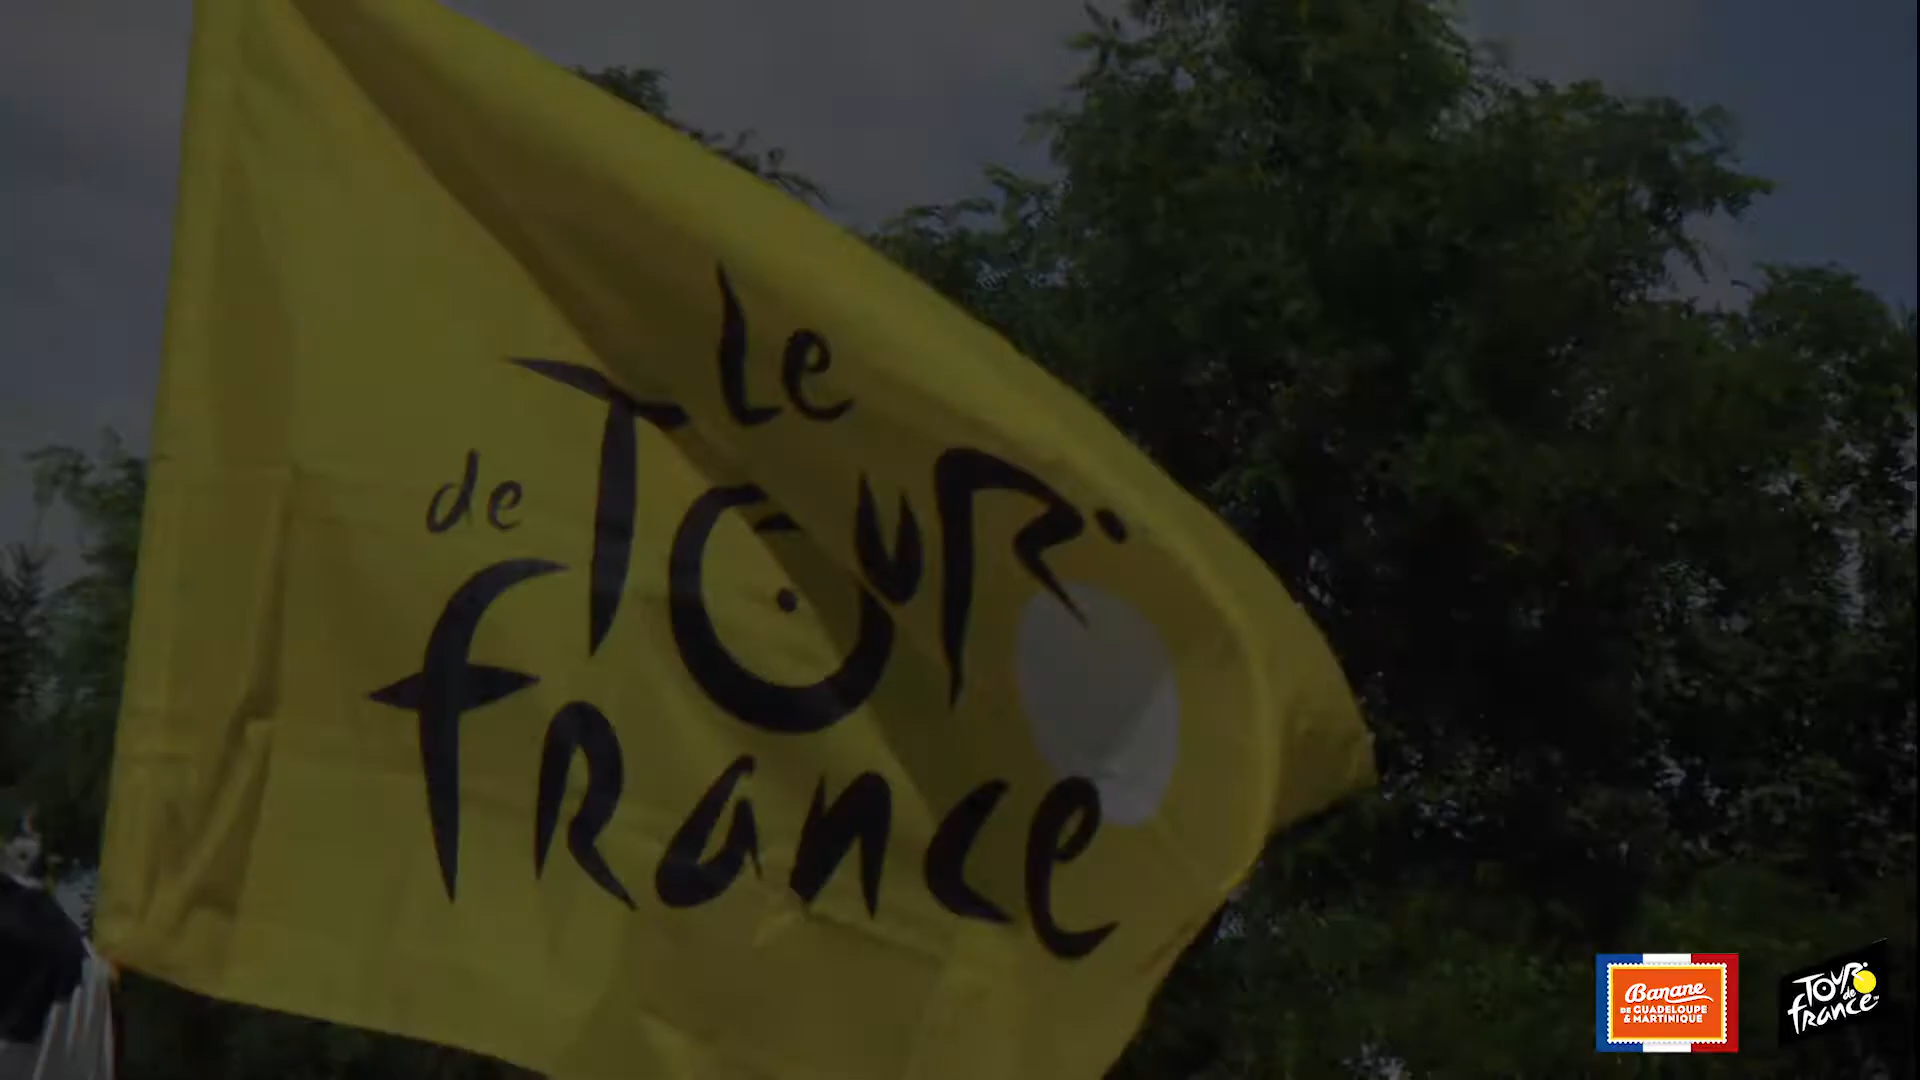 Le
Tour
de
france
Banane
DE GUADELOUPE
& MARTINIQUE
TOUR
de
france